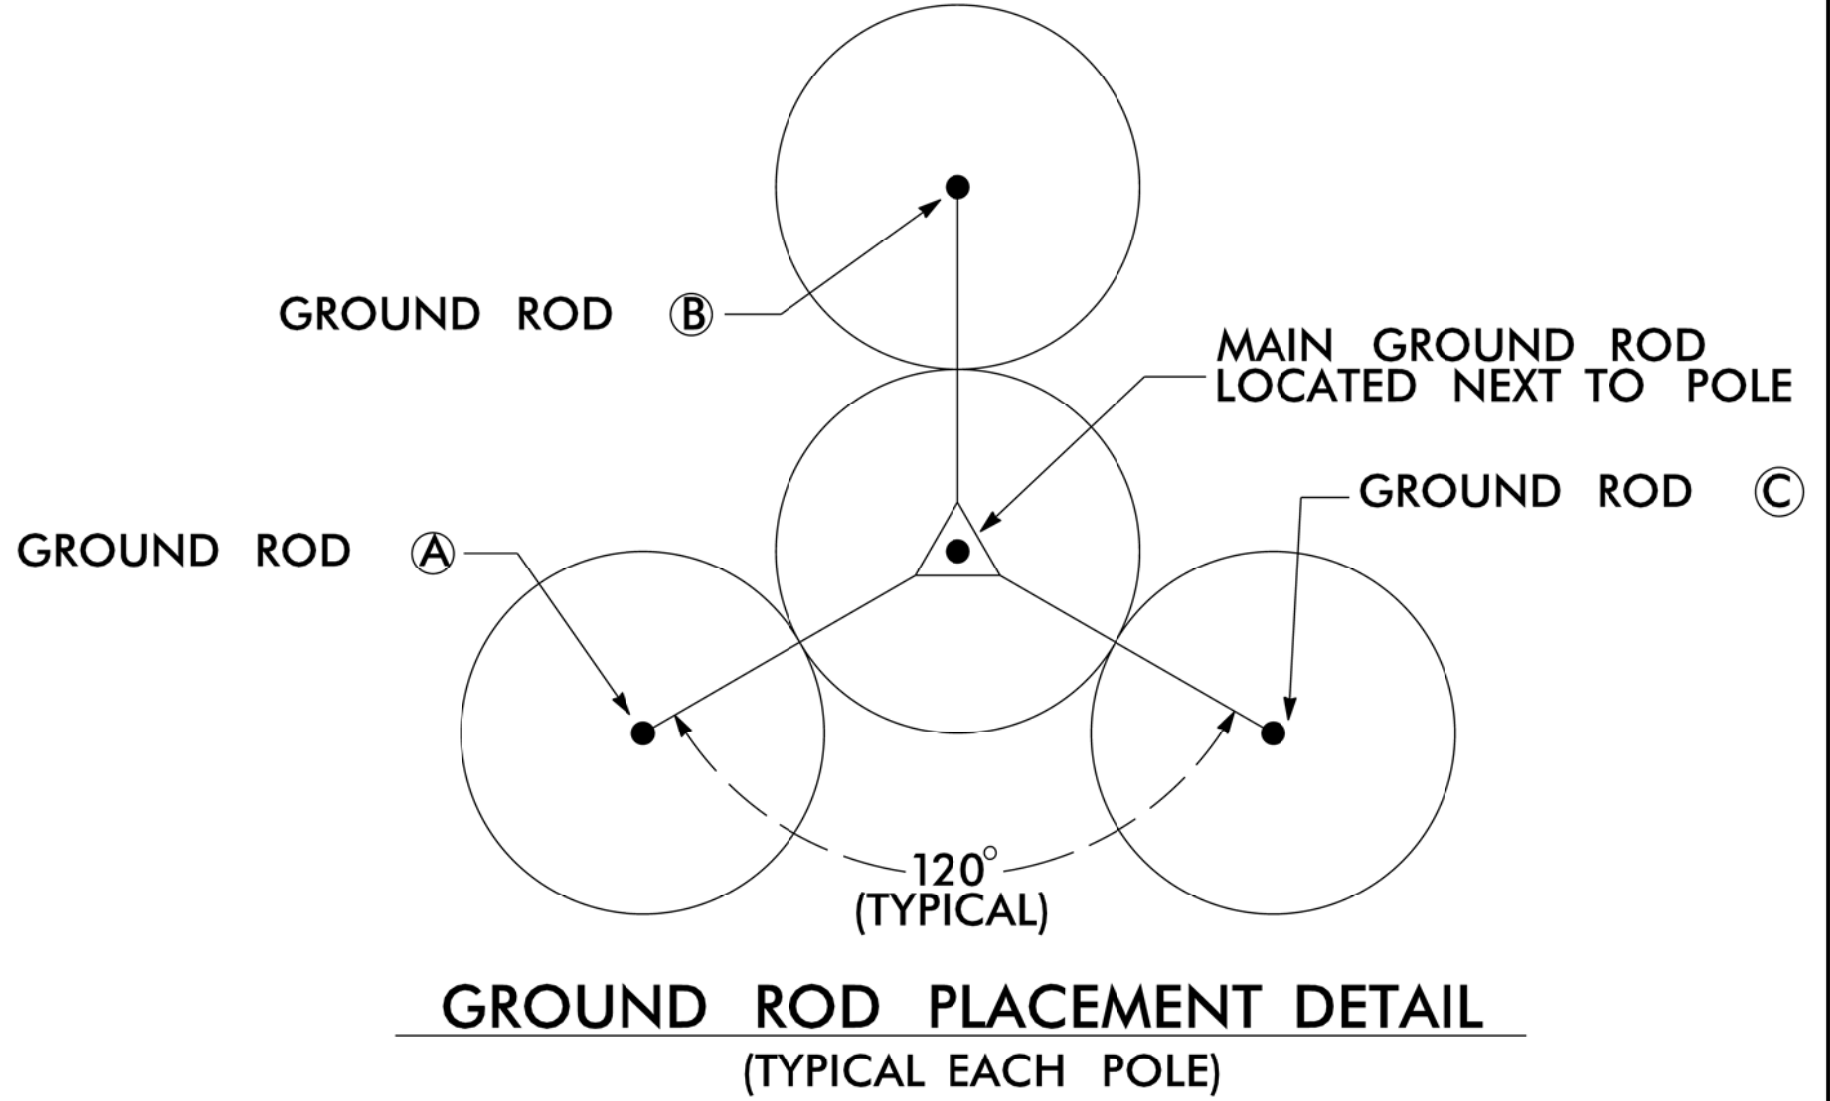 GROUND ROD Ⓑ
MAIN GROUND ROD
LOCATED NEXT TO POLE
GROUND ROD Ⓒ
GROUND ROD Ⓐ
120°
(TYPICAL)
GROUND ROD PLACEMENT DETAIL
(TYPICAL EACH POLE)